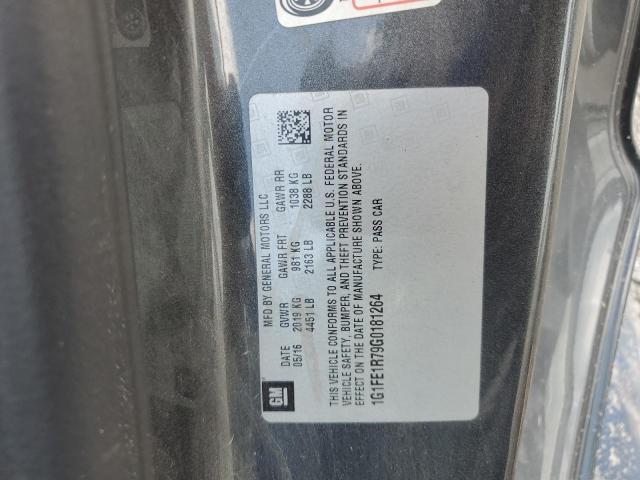 GM
MFD BY GENERAL MOTORS LLC
DATE GVWR GAWR FRT GAWR RR
05/16 2019 KG 981 KG 1038 KG
4451 LB 2163 LB 2288 LB
THIS VEHICLE CONFORMS TO ALL APPLICABLE U.S. FEDERAL MOTOR
VEHICLE SAFETY, BUMPER, AND THEFT PREVENTION STANDARDS IN
EFFECT ON THE DATE OF MANUFACTURE SHOWN ABOVE.
1G1FE1R79G0181264 TYPE: PASS CAR